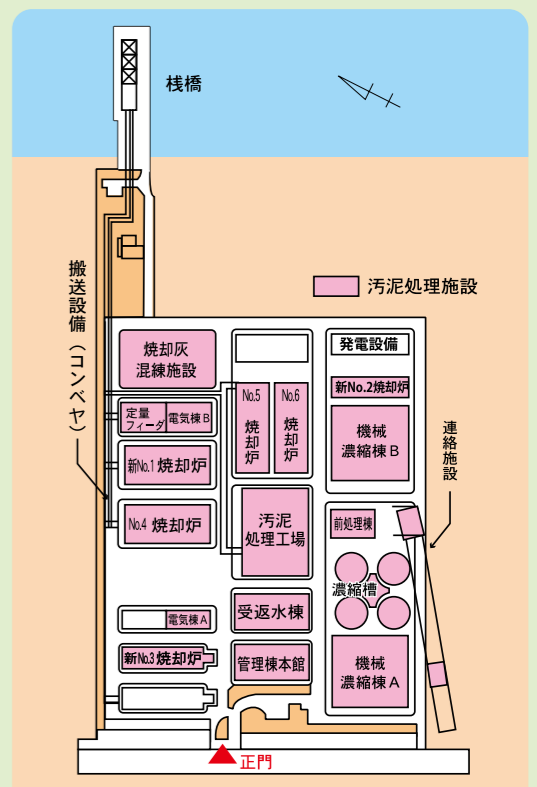 桟橋
搬送設備（コンベヤ）
汚泥処理施設
焼却灰
混練施設
定量
フィーダ
電気棟B
新No.1 焼却炉
No.4 焼却炉
電気棟A
新No.3 焼却炉
No.5
焼却炉
No.6
焼却炉
汚泥
処理工場
受返水棟
管理棟本館
発電設備
新No.2焼却炉
機械
濃縮棟B
前処理棟
濃縮槽
機械
濃縮棟A
連絡施設
正門